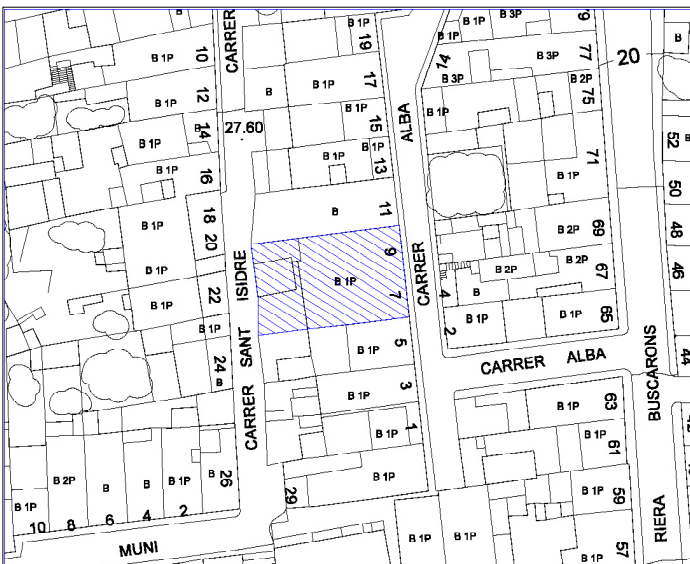 B
B 1P
B 3P
79
CARRER
10
B 1P
19
B 1P
B 3P
77
20
B
B 1P
17
14
B 3P
B 2P
75
12
B 1P
B
B 1P
B 1P
15
ALBA
14
B
27.60
B 1P
52
B
B 1P
B 1P
13
71
B 1P
16
B 1P
50
18
B
11
B 1P
20
69
B 2P
48
9
B 1P
ISIDRE
B 1P
CARRER
B 2P
B 2P
67
46
22
7
4
B
B 1P
2
B 1P
B 1P
65
B 1P
SANT
5
B 1P
CARRER ALBA
BUSCARONS
44
24
B
3
B 1P
63
B 1P
CARRER
1
B 1P
B 1P
61
26
B
B 1P
B
B
B 2P
B 1P
29
B 1P
59
B 1P
10
8
6
4
2
B 1P
B 1P
RIERA
MUNI
57
B 1P